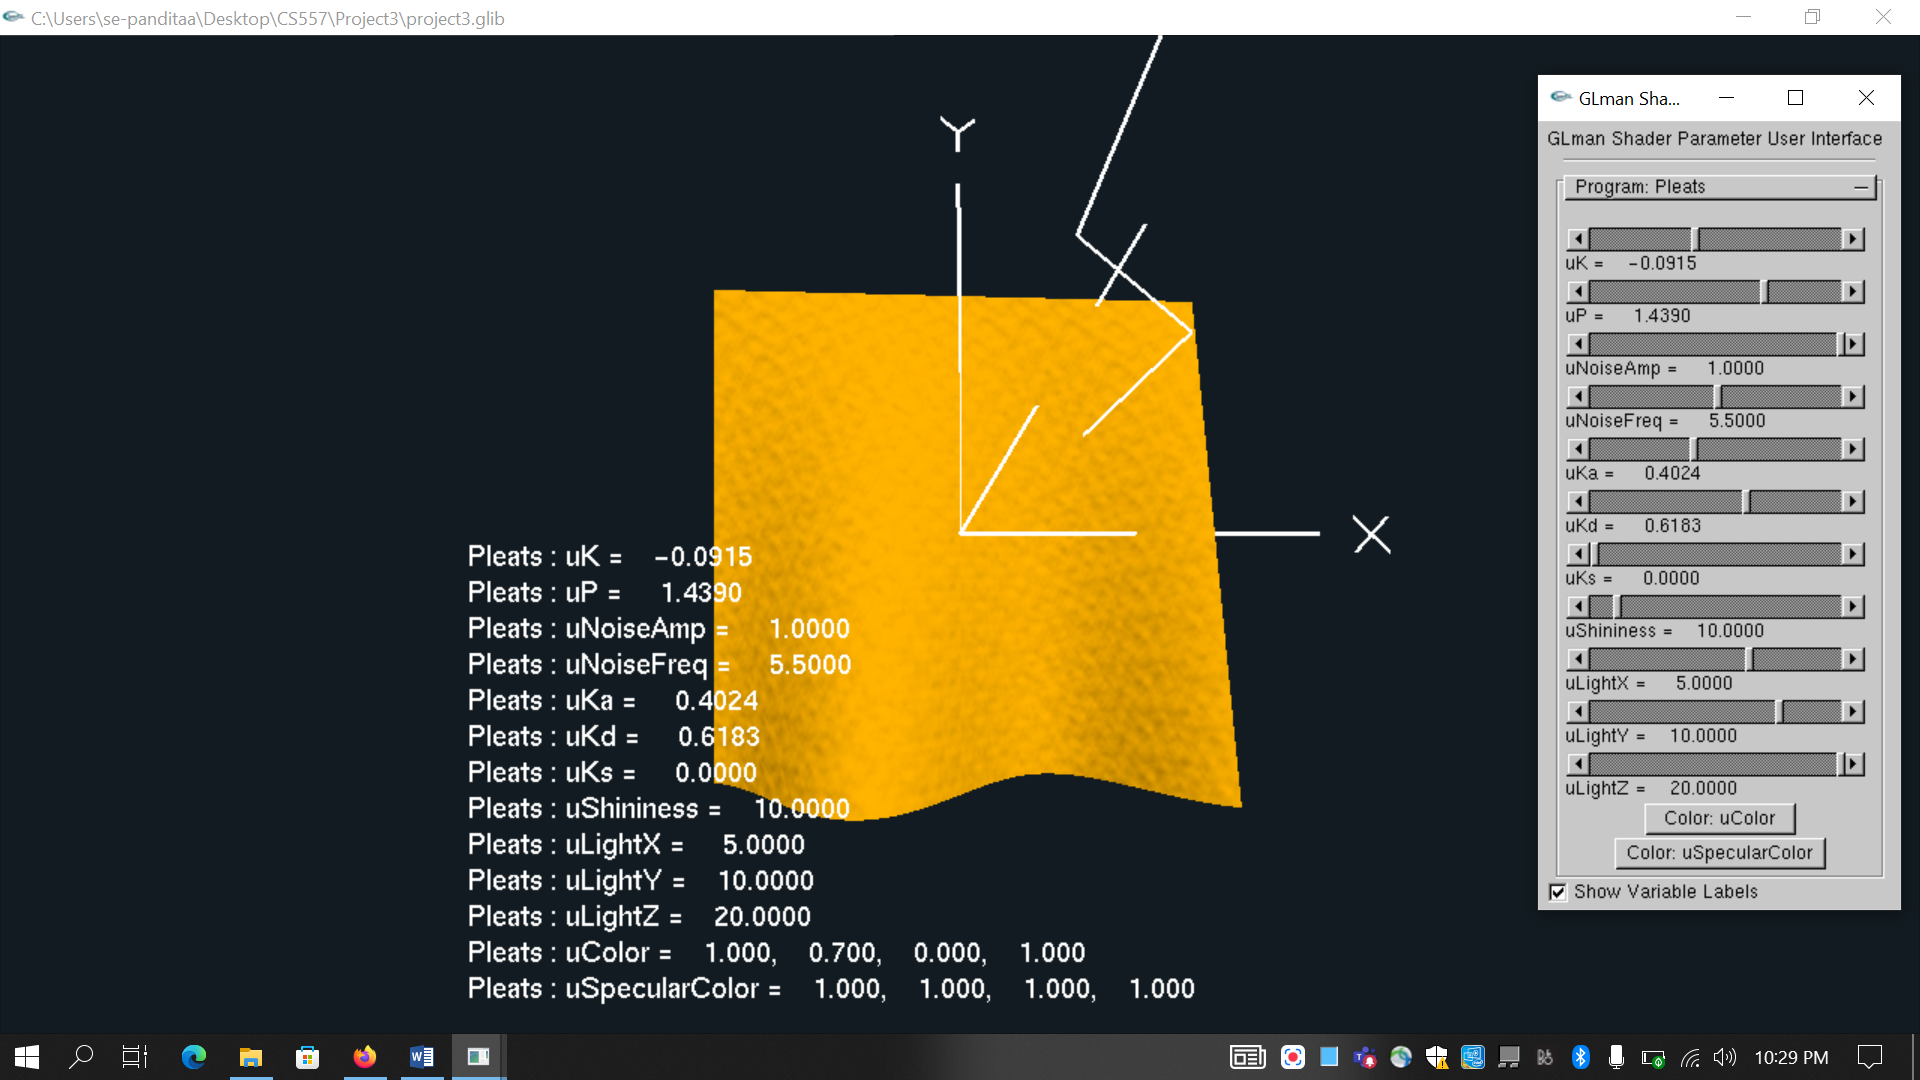 C:\Users\se-panditaa\Desktop\CS557\Project3\project3.glib
Y
X
Pleats : uK = -0.0915
Pleats : uP = 1.4390
Pleats : uNoiseAmp = 1.0000
Pleats : uNoiseFreq = 5.5000
Pleats : uKa = 0.4024
Pleats : uKd = 0.6183
Pleats : uKs = 0.0000
Pleats : uShininess = 10.0000
Pleats : uLightX = 5.0000
Pleats : uLightY = 10.0000
Pleats : uLightZ = 20.0000
Pleats : uColor = 1.000, 0.700, 0.000, 1.000
Pleats : uSpecularColor = 1.000, 1.000, 1.000, 1.000
GLman Sha...
GLman Shader Parameter User Interface
Program: Pleats
uK = -0.0915
uP = 1.4390
uNoiseAmp = 1.0000
uNoiseFreq = 5.5000
uKa = 0.4024
uKd = 0.6183
uKs = 0.0000
uShininess = 10.0000
uLightX = 5.0000
uLightY = 10.0000
uLightZ = 20.0000
Color: uColor
Color: uSpecularColor
Show Variable Labels
10:29 PM